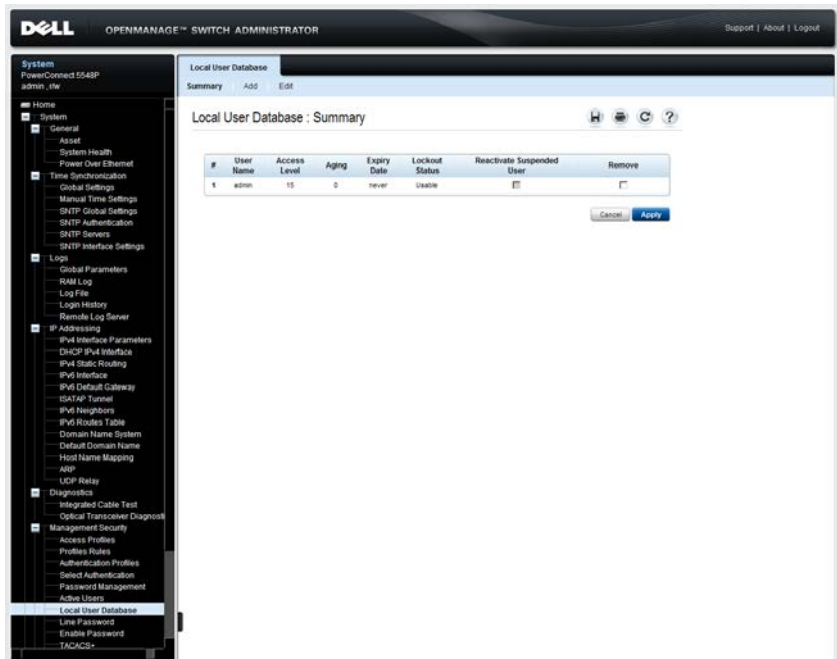 DELL
OPENMANAGE™ SWITCH ADMINISTRATOR
Support | About | Logout
System
PowerConnect 5548P
admin , r/w
Home
System
General
Asset
System Health
Power Over Ethernet
Time Synchronization
Global Settings
Manual Time Settings
SNTP Global Settings
SNTP Authentication
SNTP Servers
SNTP Interface Settings
Logs
Global Parameters
RAM Log
Log File
Login History
Remote Log Server
IP Addressing
IPv4 Interface Parameters
DHCP IPv4 Interface
IPv4 Static Routing
IPv6 Interface
IPv6 Default Gateway
ISATAP Tunnel
IPv6 Neighbors
IPv6 Routes Table
Domain Name System
Default Domain Name
Host Name Mapping
ARP
UDP Relay
Diagnostics
Integrated Cable Test
Optical Transceiver Diagnosti
Management Security
Access Profiles
Profiles Rules
Authentication Profiles
Select Authentication
Password Management
Active Users
Local User Database
Line Password
Enable Password
TACACS+
Local User Database
Summary Add Edit
Local User Database : Summary
# User Name Access Level Aging Expiry Date Lockout Status Reactivate Suspended User Remove
1 admin 15 0 never Usable
Cancel Apply